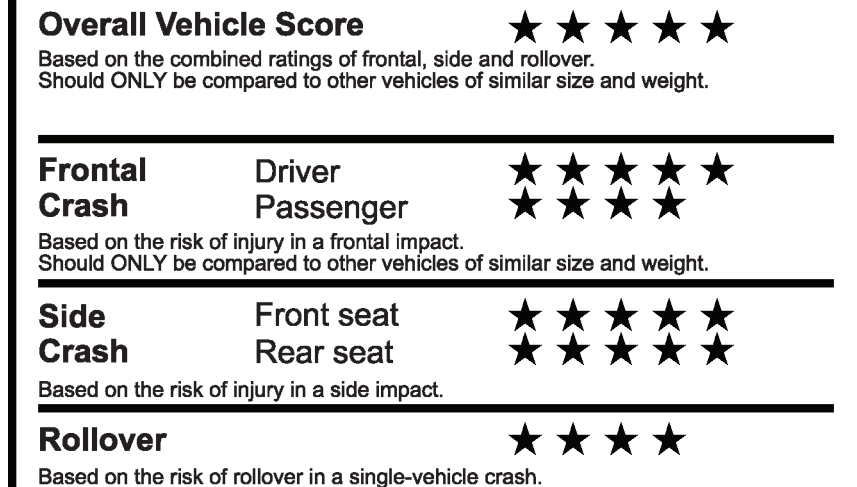 Overall Vehicle Score ★ ★ ★ ★ ★
Based on the combined ratings of frontal, side and rollover.
Should ONLY be compared to other vehicles of similar size and weight.
Frontal Driver ★ ★ ★ ★ ★
Crash Passenger ★ ★ ★ ★
Based on the risk of injury in a frontal impact.
Should ONLY be compared to other vehicles of similar size and weight.
Side Front seat ★ ★ ★ ★ ★
Crash Rear seat ★ ★ ★ ★ ★
Based on the risk of injury in a side impact.
Rollover ★ ★ ★ ★
Based on the risk of rollover in a single-vehicle crash.